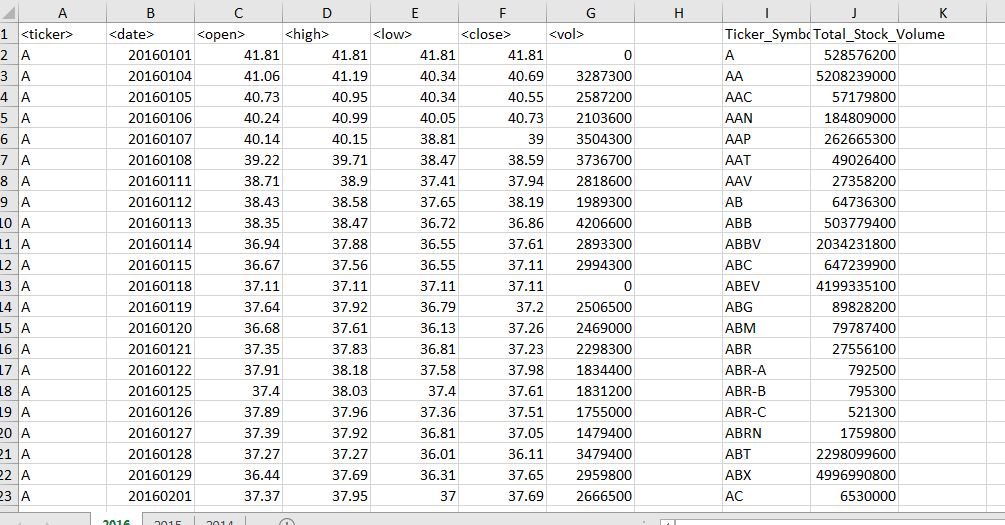 A B C D E F G H I J K
1 <ticker> <date> <open> <high> <low> <close> <vol> Ticker_Symbo Total_Stock_Volume
2 A 20160101 41.81 41.81 41.81 41.81 0 A 528576200
3 A 20160104 41.06 41.19 40.34 40.69 3287300 AA 5208239000
4 A 20160105 40.73 40.95 40.34 40.55 2587200 AAC 57179800
5 A 20160106 40.24 40.99 40.05 40.73 2103600 AAN 184809000
6 A 20160107 40.14 40.15 38.81 39 3504300 AAP 262665300
7 A 20160108 39.22 39.71 38.47 38.59 3736700 AAT 49026400
8 A 20160111 38.71 38.9 37.41 37.94 2818600 AAV 27358200
9 A 20160112 38.43 38.58 37.65 38.19 1989300 AB 64736300
10 A 20160113 38.35 38.47 36.72 36.86 4206600 ABB 503779400
11 A 20160114 36.94 37.88 36.55 37.61 2893300 ABBV 2034231800
12 A 20160115 36.67 37.56 36.55 37.11 2994300 ABC 647239900
13 A 20160118 37.11 37.11 37.11 37.11 0 ABEV 4199335100
14 A 20160119 37.64 37.92 36.79 37.2 2506500 ABG 89828200
15 A 20160120 36.68 37.61 36.13 37.26 2469000 ABM 79787400
16 A 20160121 37.35 37.83 36.81 37.23 2298300 ABR 27556100
17 A 20160122 37.91 38.18 37.58 37.98 1834400 ABR-A 792500
18 A 20160125 37.4 38.03 37.4 37.61 1831200 ABR-B 795300
19 A 20160126 37.89 37.96 37.36 37.51 1755000 ABR-C 521300
20 A 20160127 37.39 37.92 36.81 37.05 1479400 ABRN 1759800
21 A 20160128 37.27 37.27 36.01 36.11 3479400 ABT 2298099600
22 A 20160129 36.44 37.69 36.31 37.65 2959800 ABX 4996990800
23 A 20160201 37.37 37.95 37 37.69 2666500 AC 6530000
2016 2015 2014